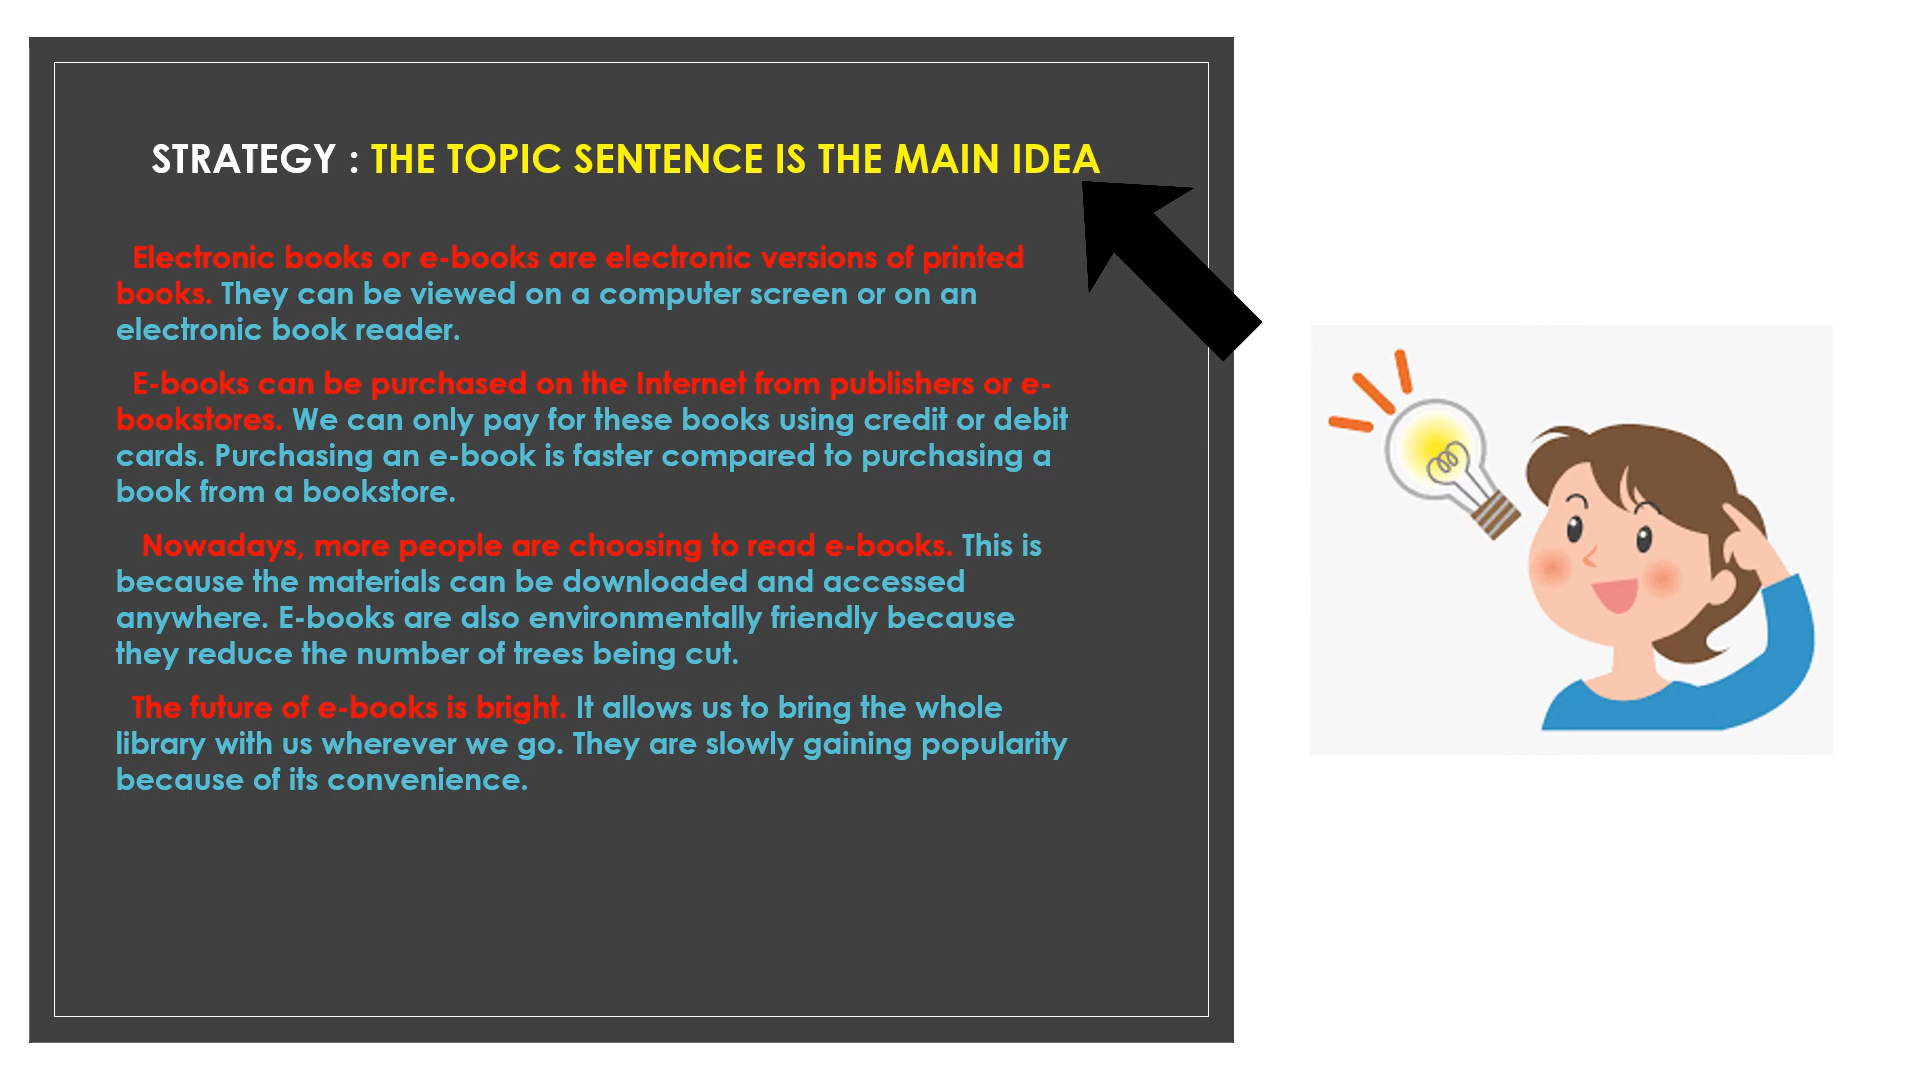 STRATEGY : THE TOPIC SENTENCE IS THE MAIN IDEA
Electronic books or e-books are electronic versions of printed
books. They can be viewed on a computer screen or on an
electronic book reader.
E-books can be purchased on the Internet from publishers or e-
bookstores. We can only pay for these books using credit or debit
cards. Purchasing an e-book is faster compared to purchasing a
book from a bookstore.
Nowadays, more people are choosing to read e-books. This is
because the materials can be downloaded and accessed
anywhere. E-books are also environmentally friendly because
they reduce the number of trees being cut.
The future of e-books is bright. It allows us to bring the whole
library with us wherever we go. They are slowly gaining popularity
because of its convenience.